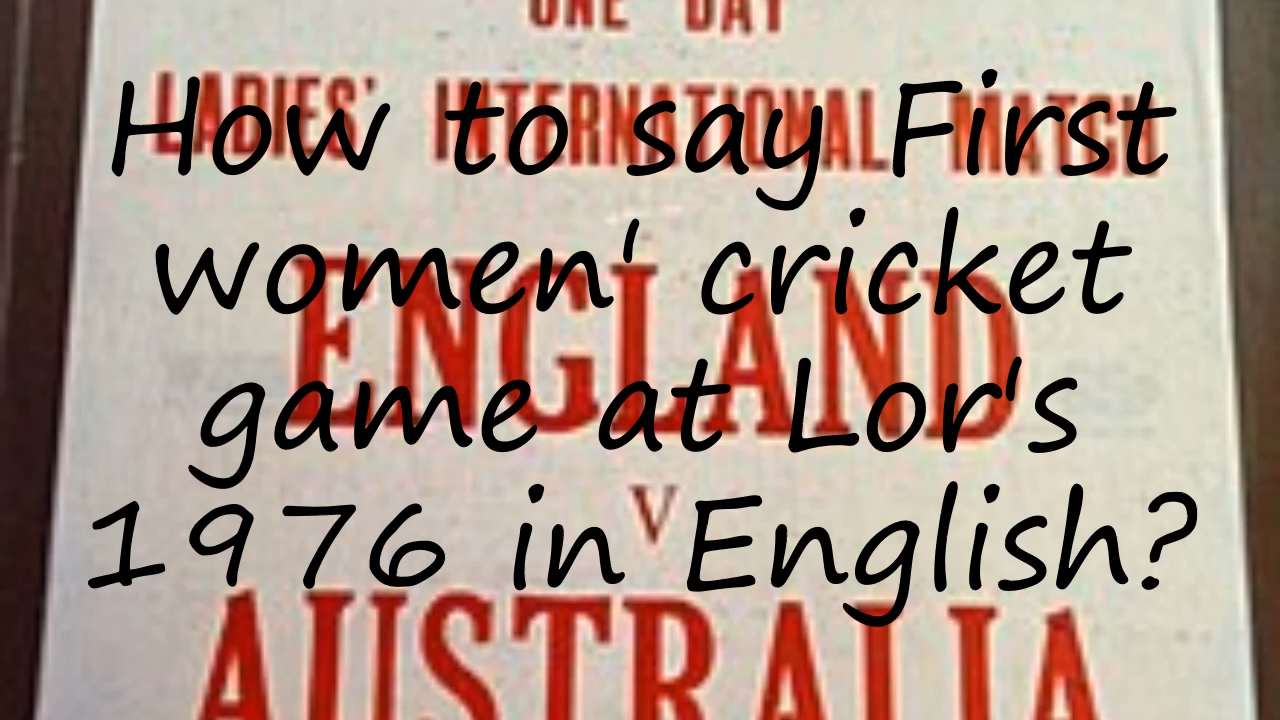 ONE DAY
LADIES' INTERNATIONAL MATCH
How to say First
women' cricket
ENGLAND
game at Lor's
V
1976 in English?
AUSTRALIA